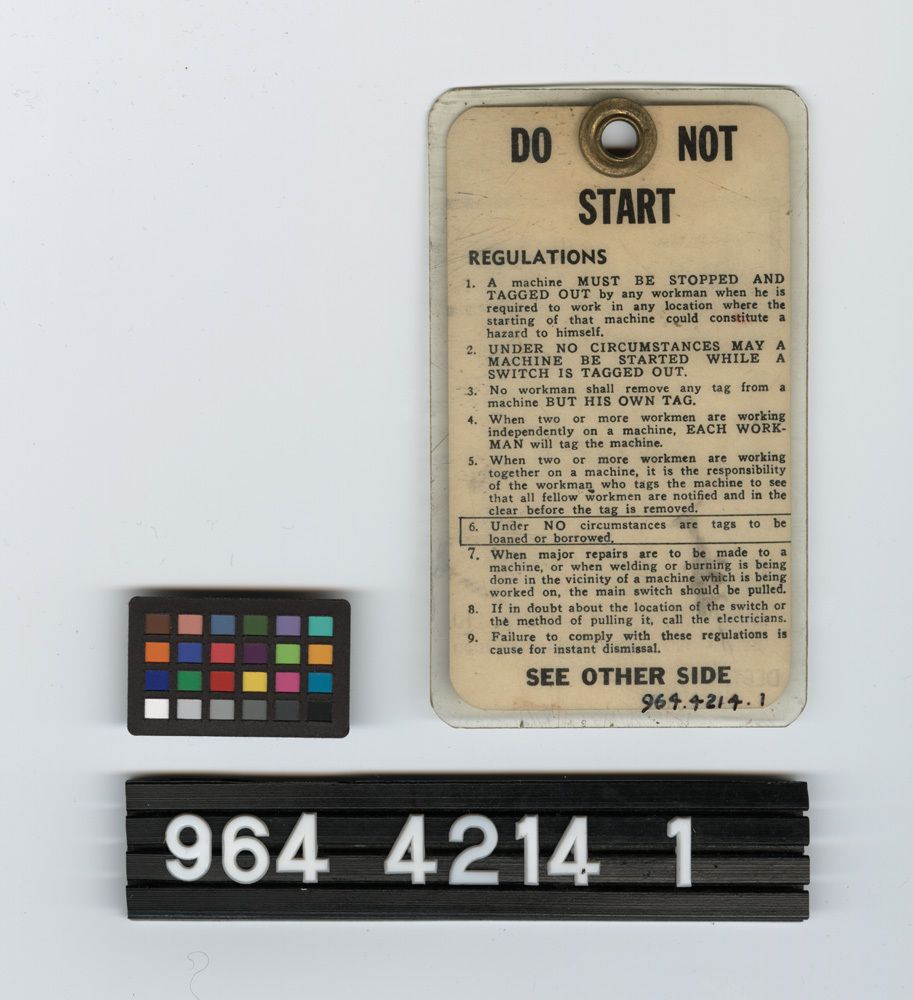 DO NOT
START
REGULATIONS
1. A machine MUST BE STOPPED AND
TAGGED OUT by any workman when he is
required to work in any location where the
starting of that machine could constitute a
hazard to himself.
2. UNDER NO CIRCUMSTANCES MAY A
MACHINE BE STARTED WHILE A
SWITCH IS TAGGED OUT.
3. No workman shall remove any tag from a
machine BUT HIS OWN TAG.
4. When two or more workmen are working
independently on a machine, EACH WORK-
MAN will tag the machine.
5. When two or more workmen are working
together on a machine, it is the responsibility
of the workman who tags the machine to see
that all fellow workmen are notified and in the
clear before the tag is removed.
6. Under NO circumstances are tags to be
loaned or borrowed.
7. When major repairs are to be made to a
machine, or when welding or burning is being
done in the vicinity of a machine which is being
worked on, the main switch should be pulled.
8. If in doubt about the location of the switch or
the method of pulling it, call the electricians.
9. Failure to comply with these regulations is
cause for instant dismissal.
SEE OTHER SIDE
964.4214.1
964 4214 1